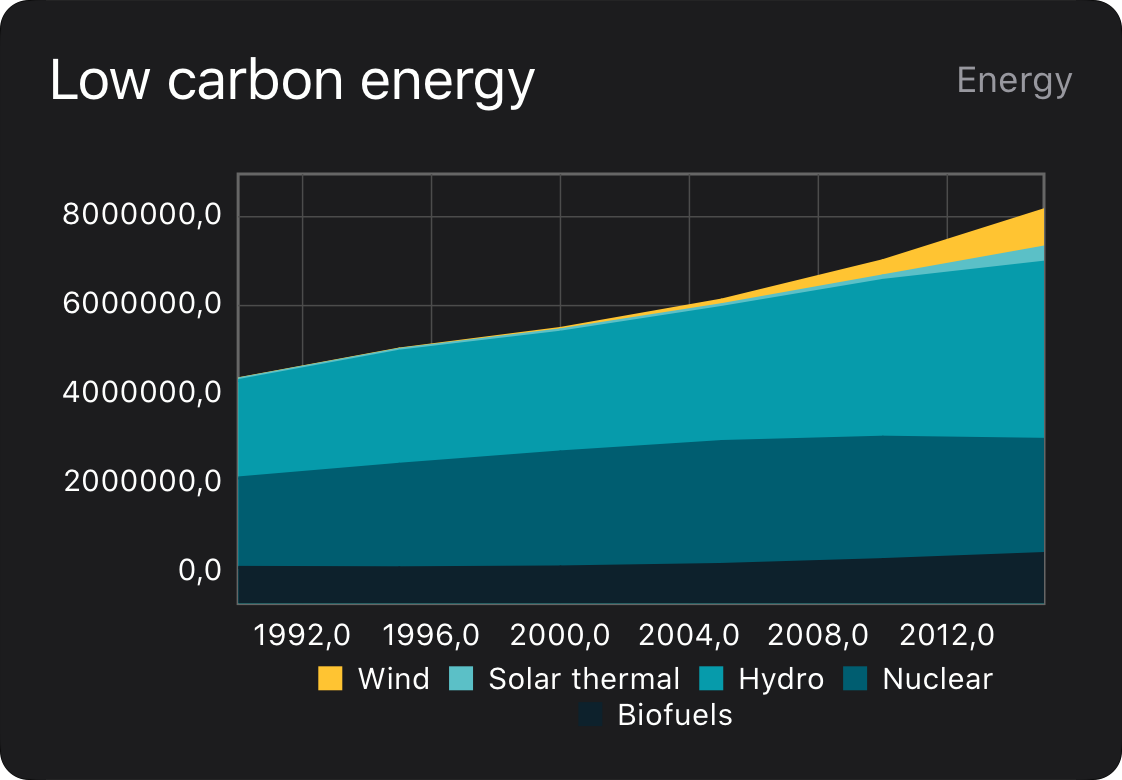 Low carbon energy
Energy
8000000,0
6000000,0
4000000,0
2000000,0
0,0
1992,0 1996,0 2000,0 2004,0 2008,0 2012,0
Wind Solar thermal Hydro Nuclear
Biofuels